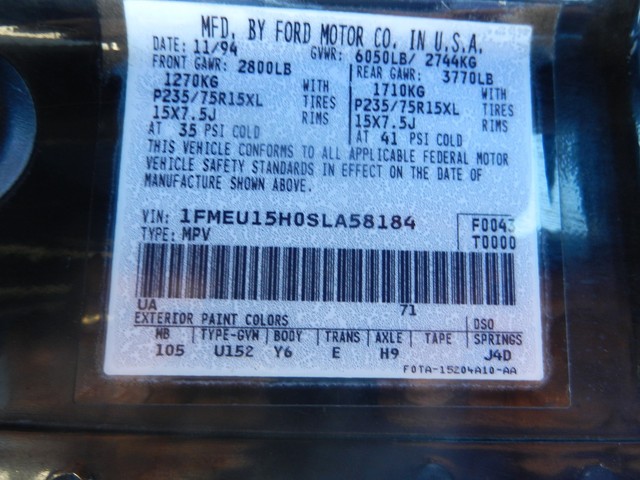 MFD. BY FORD MOTOR CO. IN U.S.A.
DATE: 11/94 GVWR: 6050LB/ 2744KG
FRONT GAWR: 2800LB REAR GAWR: 3770LB
1270KG WITH 1710KG WITH
P235/75R15XL TIRES P235/75R15XL TIRES
15X7.5J RIMS 15X7.5J RIMS
AT 35 PSI COLD AT 41 PSI COLD
THIS VEHICLE CONFORMS TO ALL APPLICABLE FEDERAL MOTOR
VEHICLE SAFETY STANDARDS IN EFFECT ON THE DATE OF
MANUFACTURE SHOWN ABOVE.
VIN: 1FMEU15H0SLA58184 F0043
TYPE: MPV T0000
UA 71
EXTERIOR PAINT COLORS DSO
MB TYPE-GVM BODY TRANS AXLE TAPE SPRINGS
105 U152 Y6 E H9 J4D
F0TA-15204A10-AA